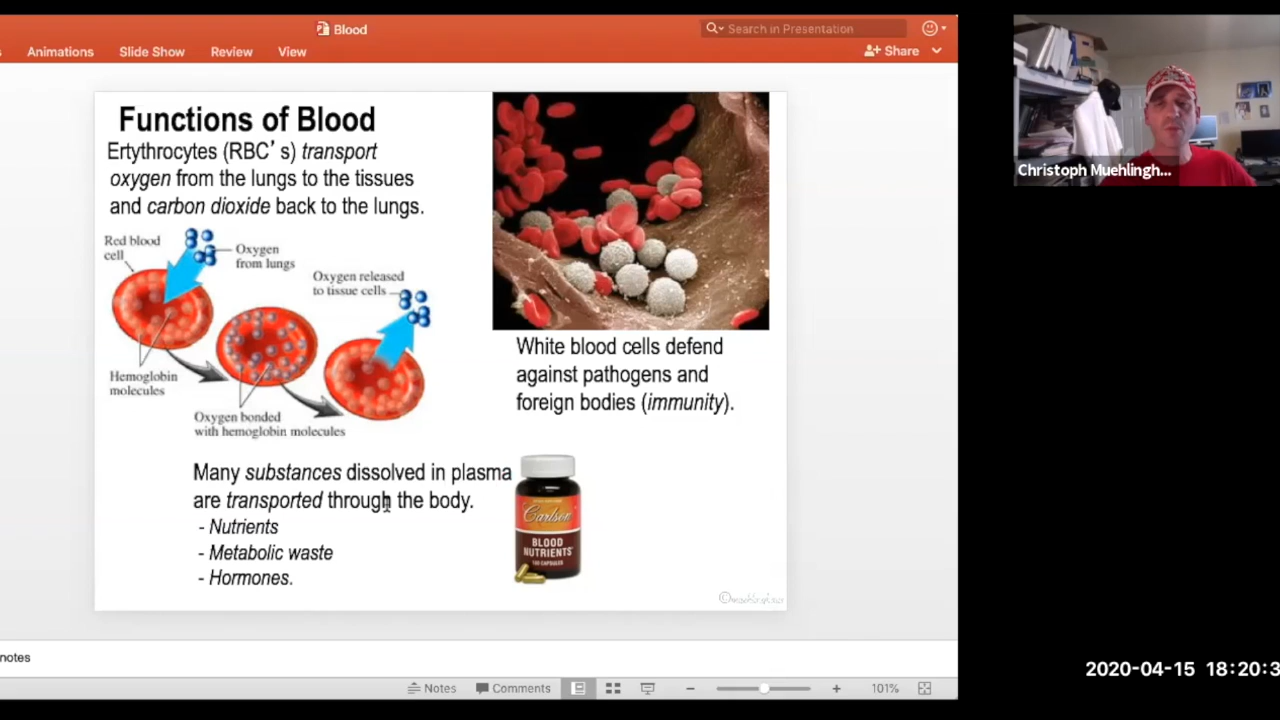 Blood
Search in Presentation
Animations
Slide Show
Review
View
Share
Functions of Blood
Ertythrocytes (RBC's) transport
oxygen from the lungs to the tissues
and carbon dioxide back to the lungs.
Red blood
cell
Oxygen
from lungs
Oxygen released
to tissue cells
Hemoglobin
molecules
Oxygen bonded
with hemoglobin molecules
White blood cells defend
against pathogens and
foreign bodies (immunity).
Many substances dissolved in plasma
are transported through the body.
- Nutrients
- Metabolic waste
- Hormones.
Carlson
BLOOD
NUTRIENTS
180 CAPSULES
notes
Notes
Comments
101%
Christoph Muehlingh...
2020-04-15 18:20:3